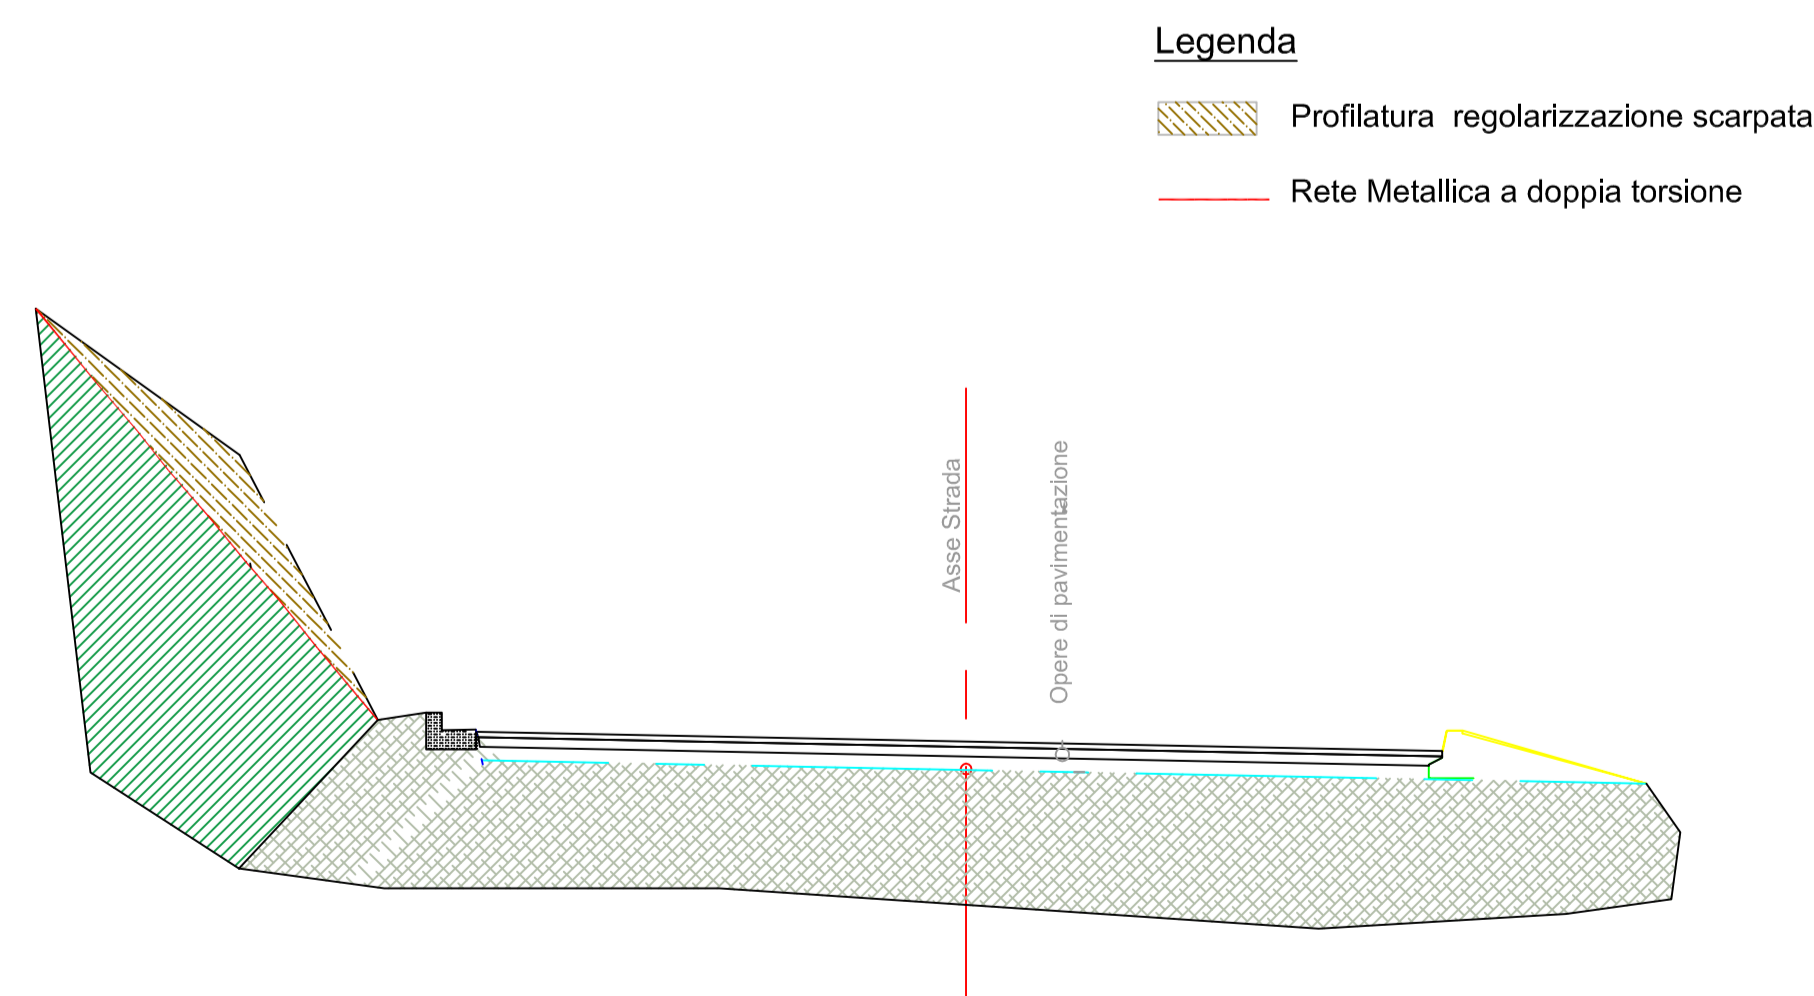 Legenda
Profilatura regolarizzazione scarpata
Rete Metallica a doppia torsione
Asse Strada
Opere di pavimentazione